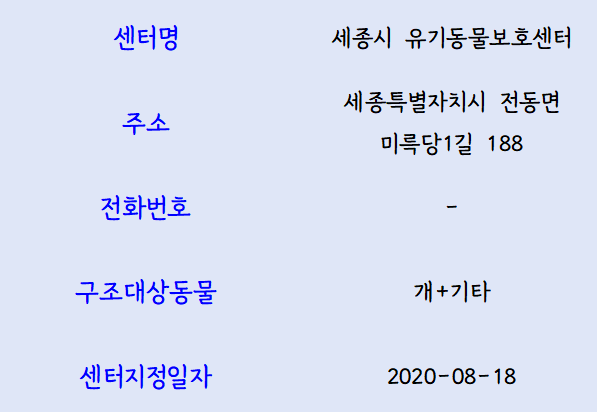 센터명 세종시 유기동물보호센터
주소 세종특별자치시 전동면
미륵당1길 188
전화번호 -
구조대상동물 개+기타
센터지정일자 2020-08-18